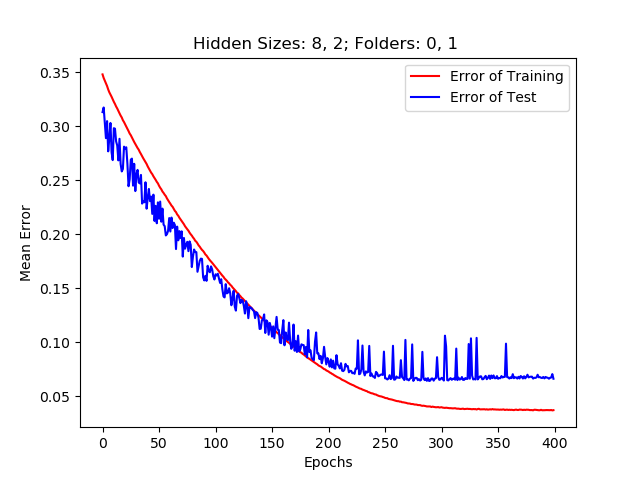 Hidden Sizes: 8, 2; Folders: 0, 1
Error of Training
Error of Test
Mean Error
0.35
0.30
0.25
0.20
0.15
0.10
0.05
0 50 100 150 200 250 300 350 400
Epochs